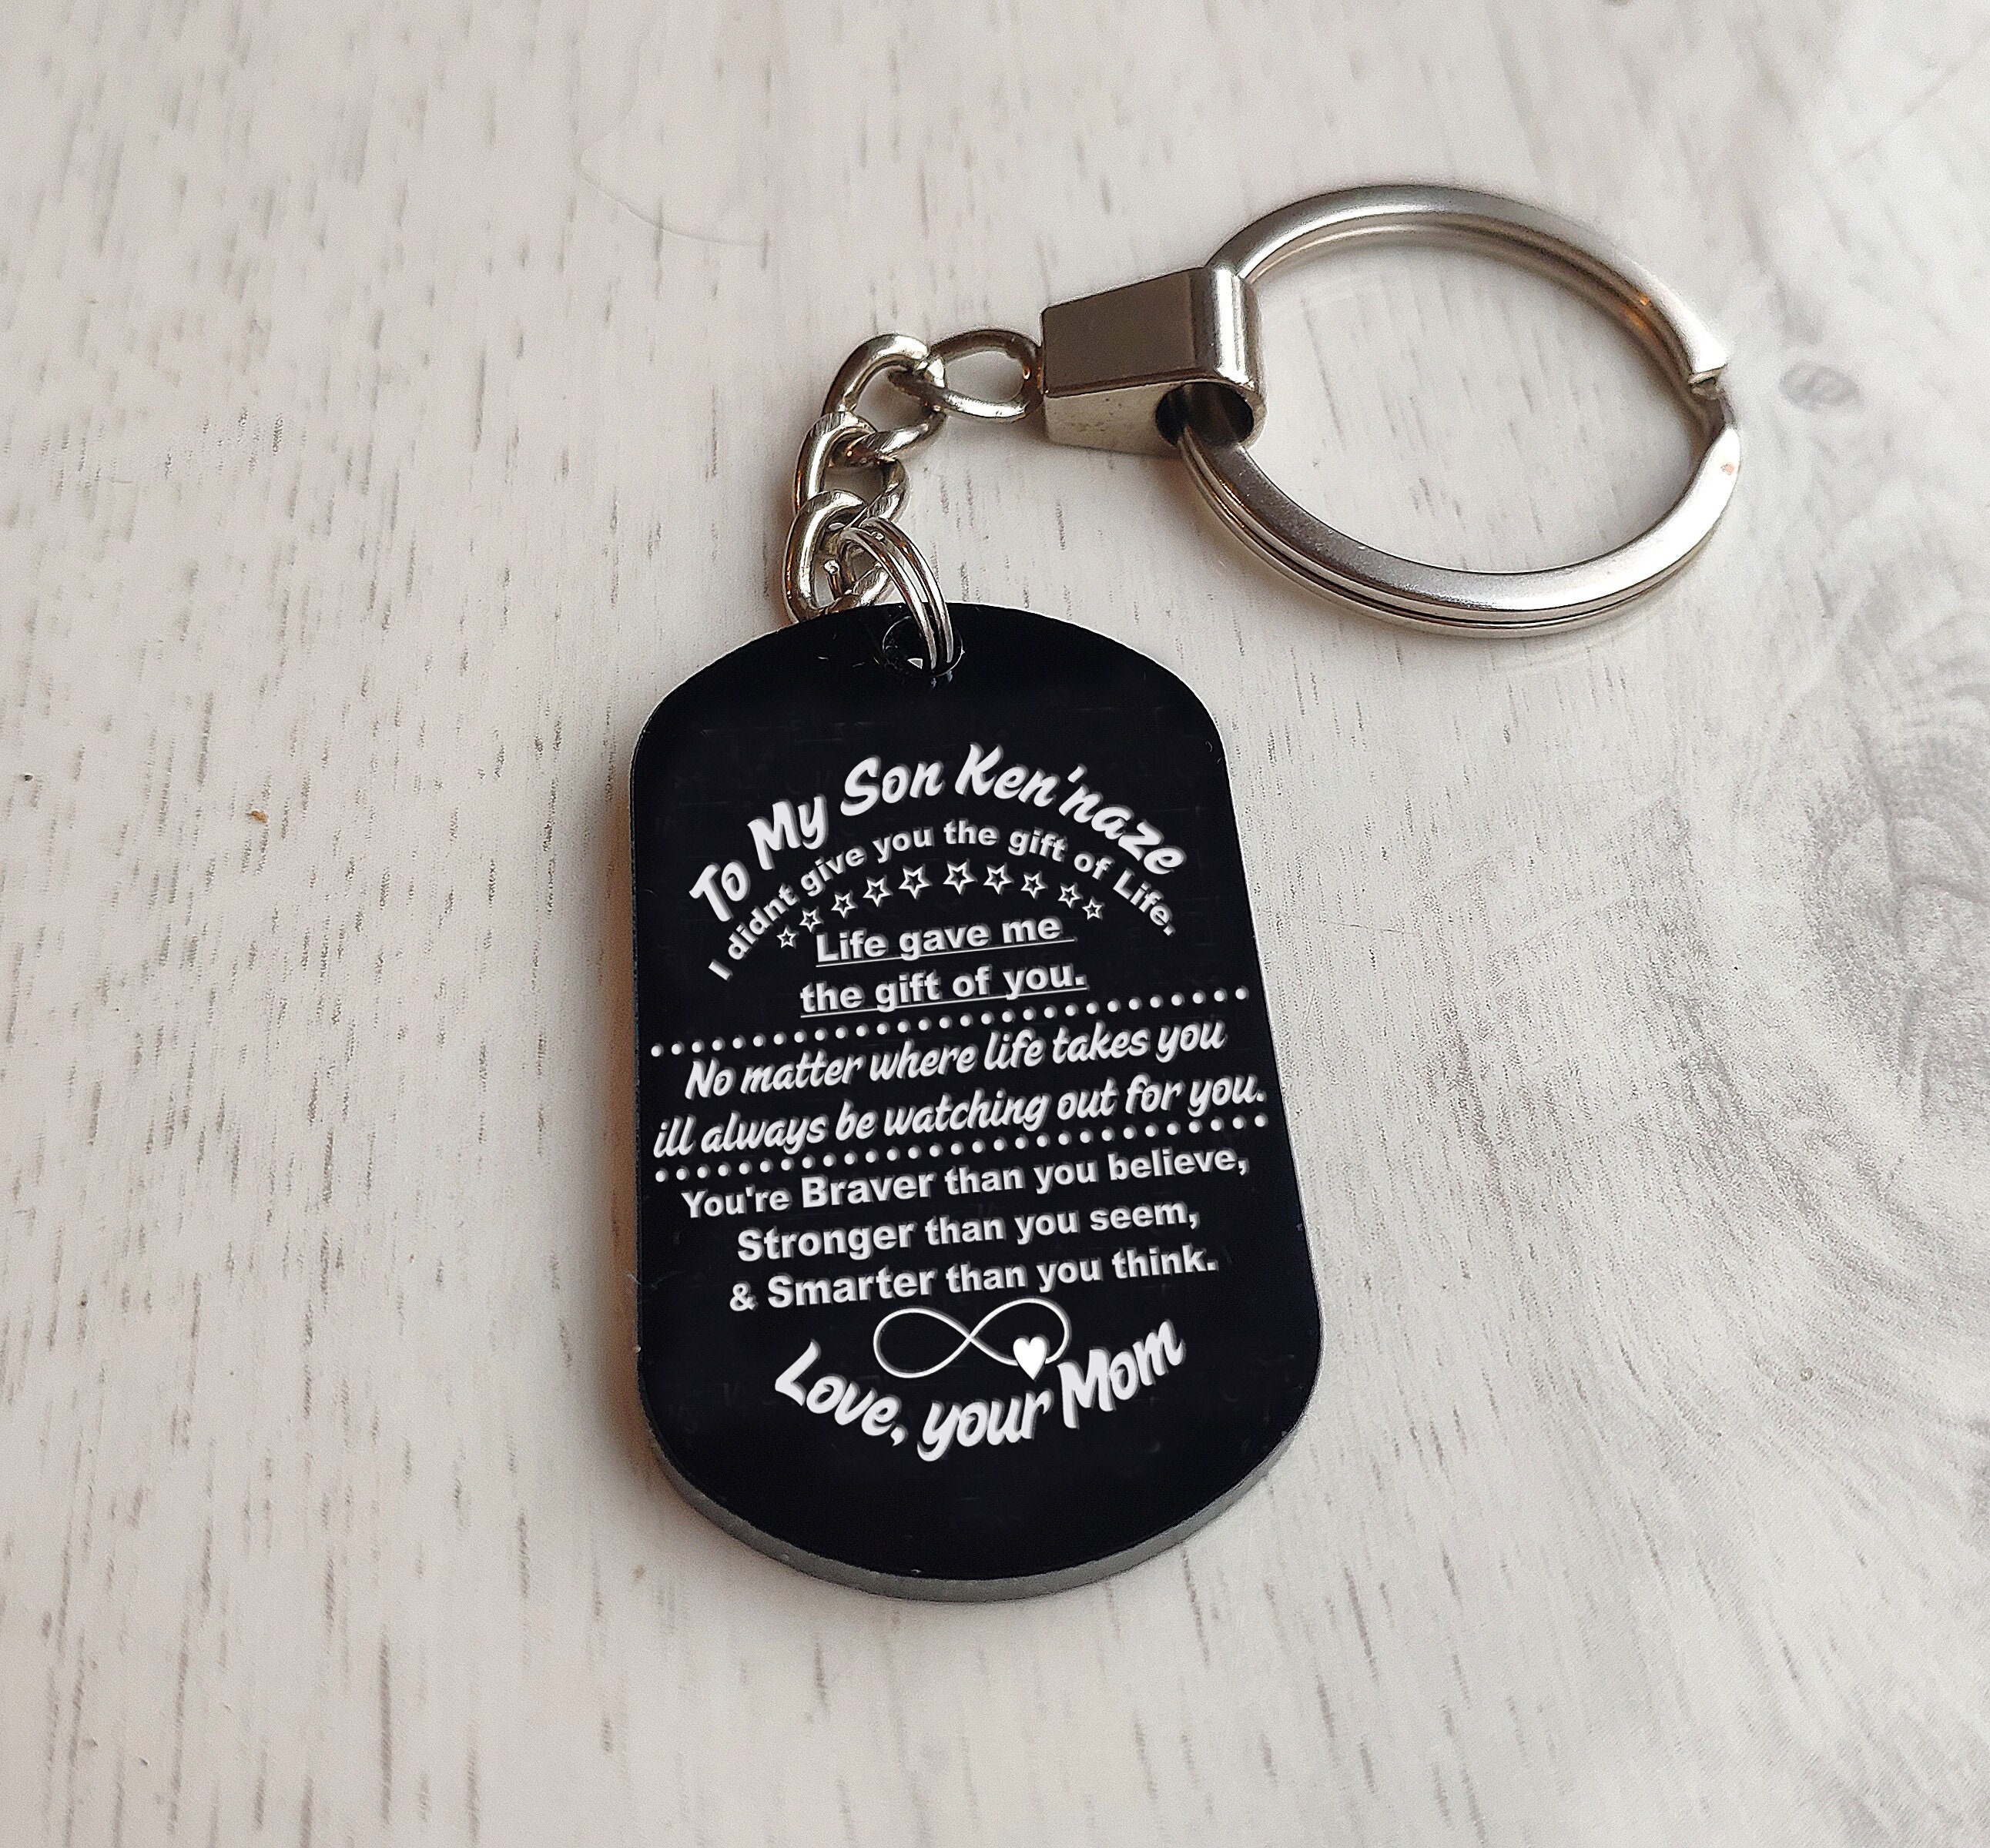 To My Son Ken'naze
I didnt give you the gift of Life.
Life gave me
the gift of you.
No matter where life takes you
ill always be watching out for you.
You're Braver than you believe,
Stronger than you seem,
& Smarter than you think.
Love, your Mom